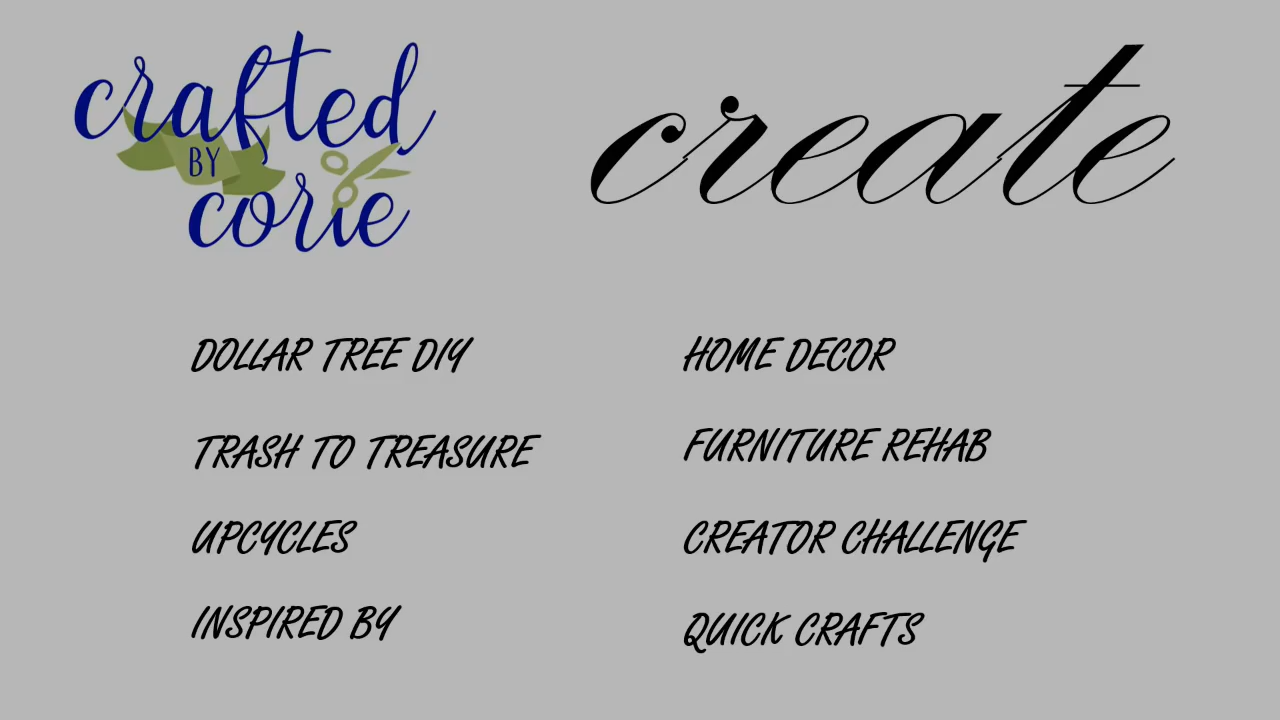 crafted
BY
corie
create
DOLLAR TREE DIY
TRASH TO TREASURE
UPCYCLES
INSPIRED BY
HOME DECOR
FURNITURE REHAB
CREATOR CHALLENGE
QUICK CRAFTS